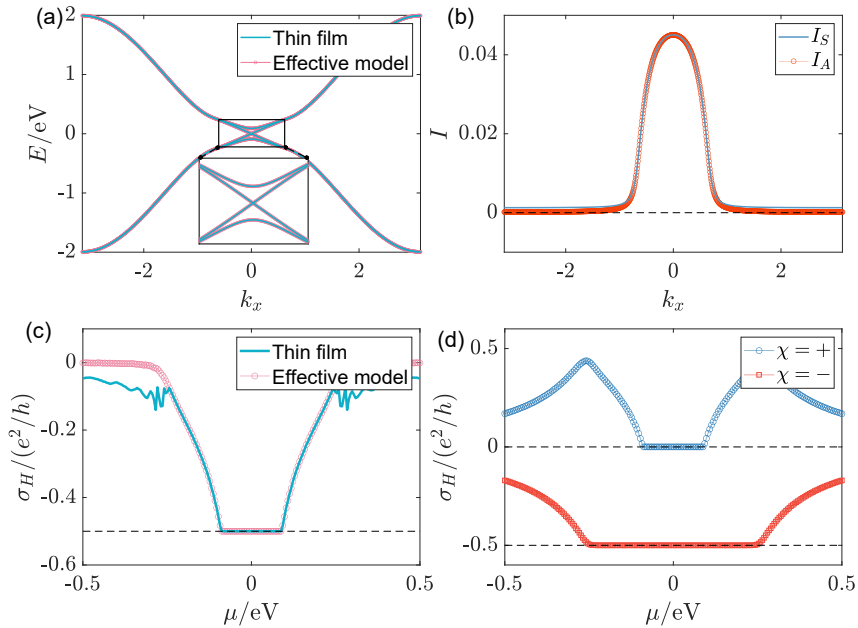 (a)
2
1
0
-1
-2
E/eV
Thin film
Effective model
-2
0
2
k_x
(b)
0.04
0.02
0
I
I_S
I_A
-2
0
2
k_x
(c)
0
-0.2
-0.4
-0.6
σ_H/(e²/h)
Thin film
Effective model
-0.5
0
0.5
μ/eV
(d)
0.5
0
-0.5
σ_H/(e²/h)
χ = +
χ = −
-0.5
0
0.5
μ/eV